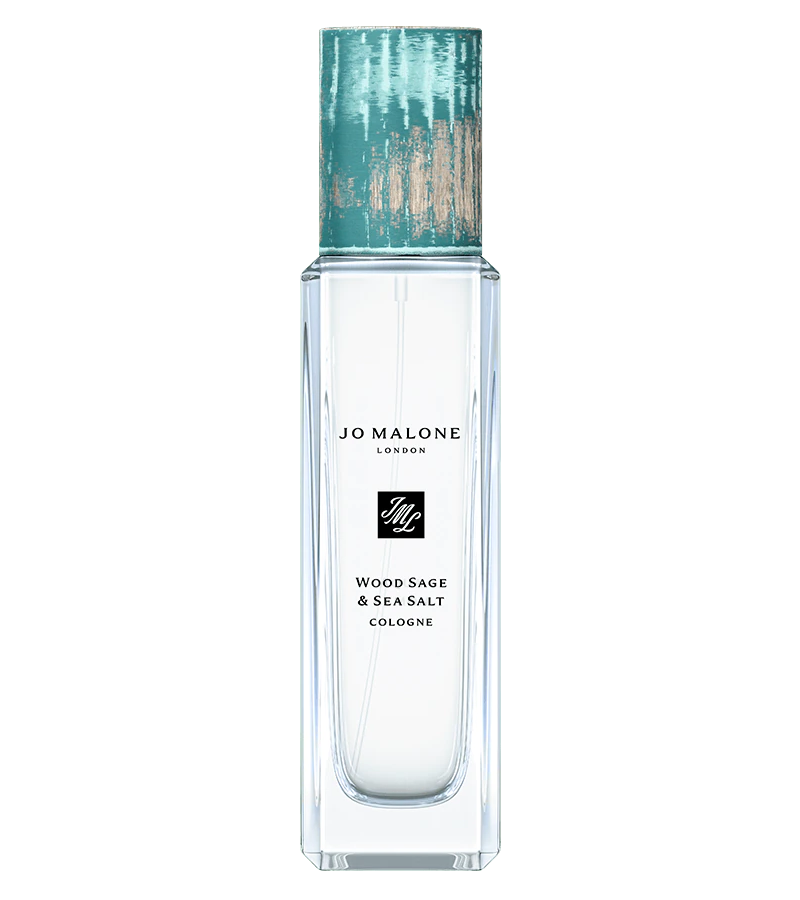 JO MALONE
LONDON
JML
WOOD SAGE
& SEA SALT
COLOGNE